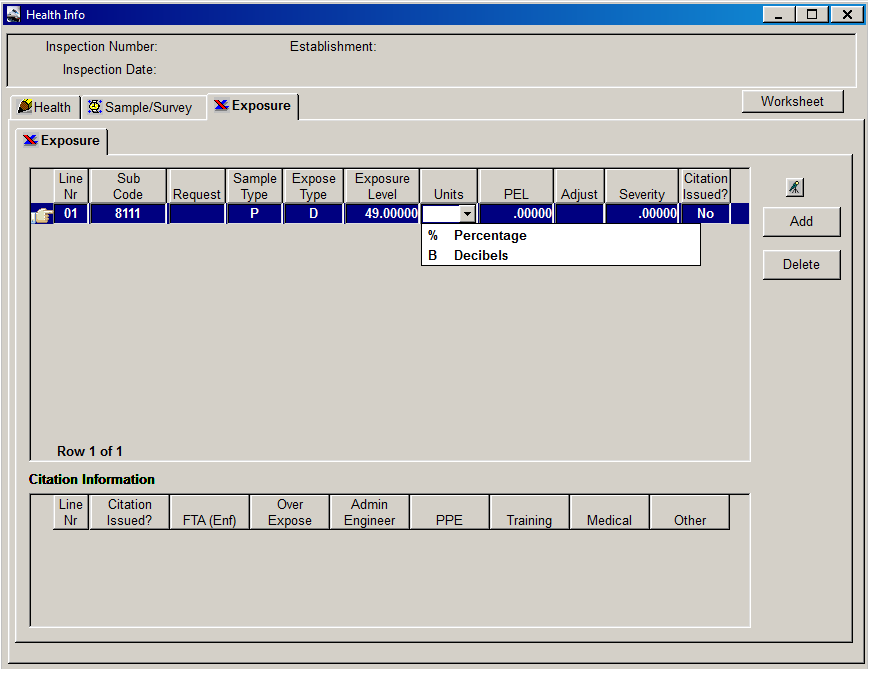 Health Info
Inspection Number: Establishment:
Inspection Date:
Health Sample/Survey Exposure Worksheet
Exposure
Line Nr Sub Code Request Sample Type Expose Type Exposure Level Units PEL Adjust Severity Citation Issued?
01 8111 P D 49.00000 .00000 .00000 No
% Percentage
B Decibels
Add
Delete
Row 1 of 1
Citation Information
Line Nr Citation Issued? FTA (Enf) Over Expose Admin Engineer PPE Training Medical Other